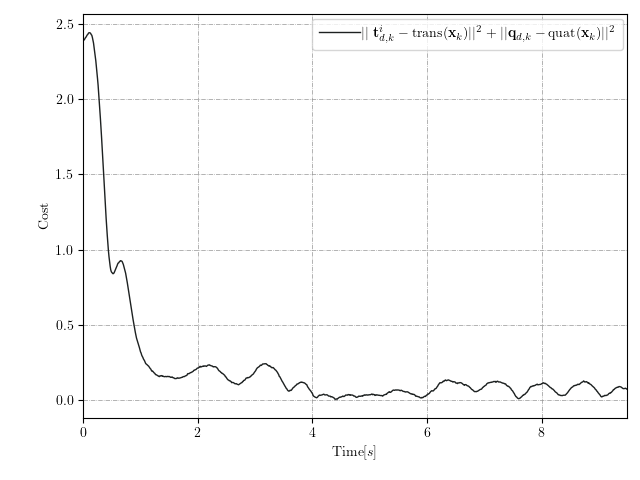 || t^i_{d,k} − trans(x_k)||^2 + ||q_{d,k} − quat(x_k)||^2
2.5
2.0
1.5
1.0
0.5
0.0
Cost
0 2 4 6 8
Time[s]